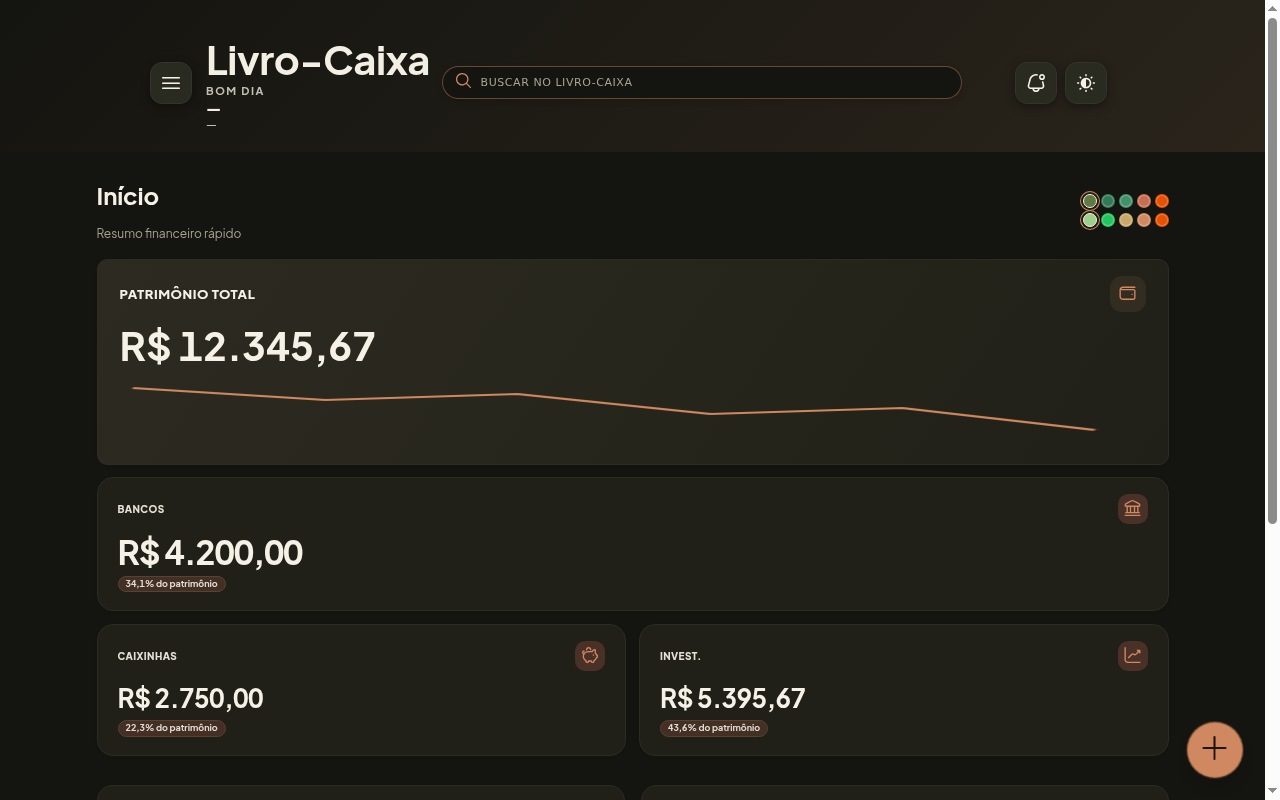 Livro-Caixa
BOM DIA
—
—
BUSCAR NO LIVRO-CAIXA
Início
Resumo financeiro rápido
PATRIMÔNIO TOTAL
R$ 12.345,67
BANCOS
R$ 4.200,00
34,1% do patrimônio
CAIXINHAS
R$ 2.750,00
22,3% do patrimônio
INVEST.
R$ 5.395,67
43,6% do patrimônio